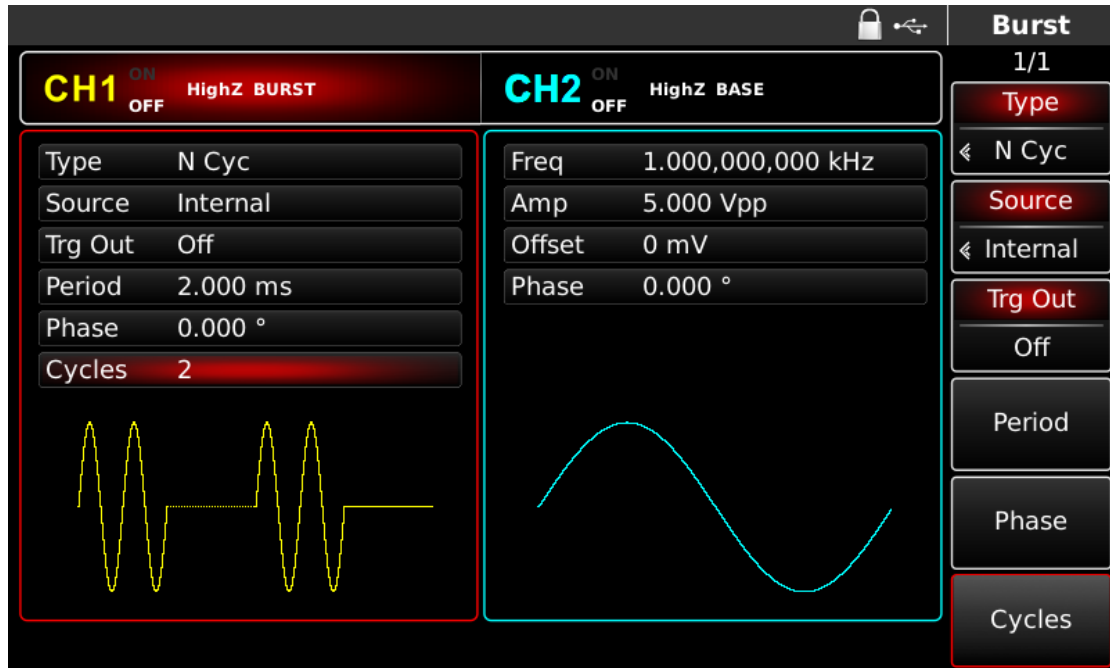 Burst
1/1
CH1 ON OFF HighZ BURST
CH2 ON OFF HighZ BASE
Type N Cyc
Source Internal
Trg Out Off
Period 2.000 ms
Phase 0.000 °
Cycles 2
Freq 1.000,000,000 kHz
Amp 5.000 Vpp
Offset 0 mV
Phase 0.000 °
Type
N Cyc
Source
Internal
Trg Out
Off
Period
Phase
Cycles